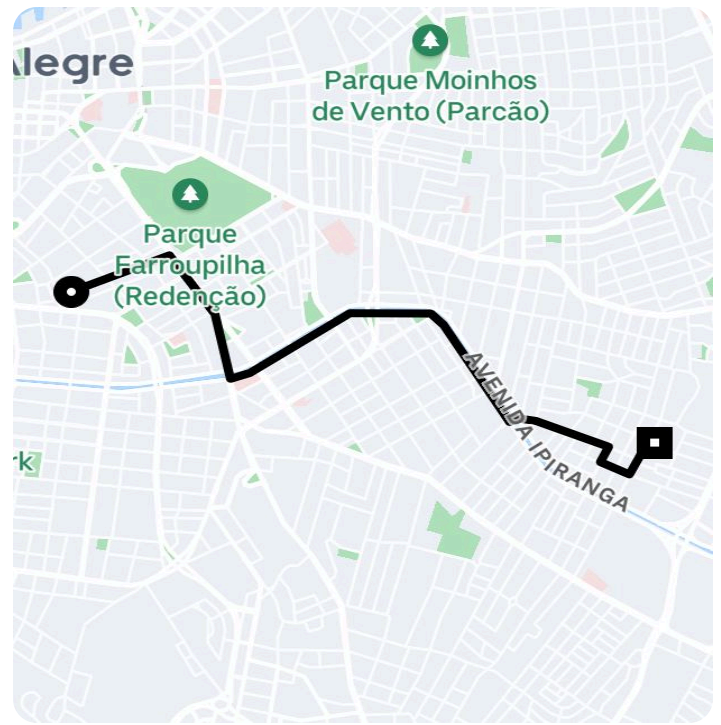 Alegre
Parque Moinhos
de Vento (Parcão)
Parque
Farroupilha
(Redenção)
AVENIDA IPIRANGA
rk